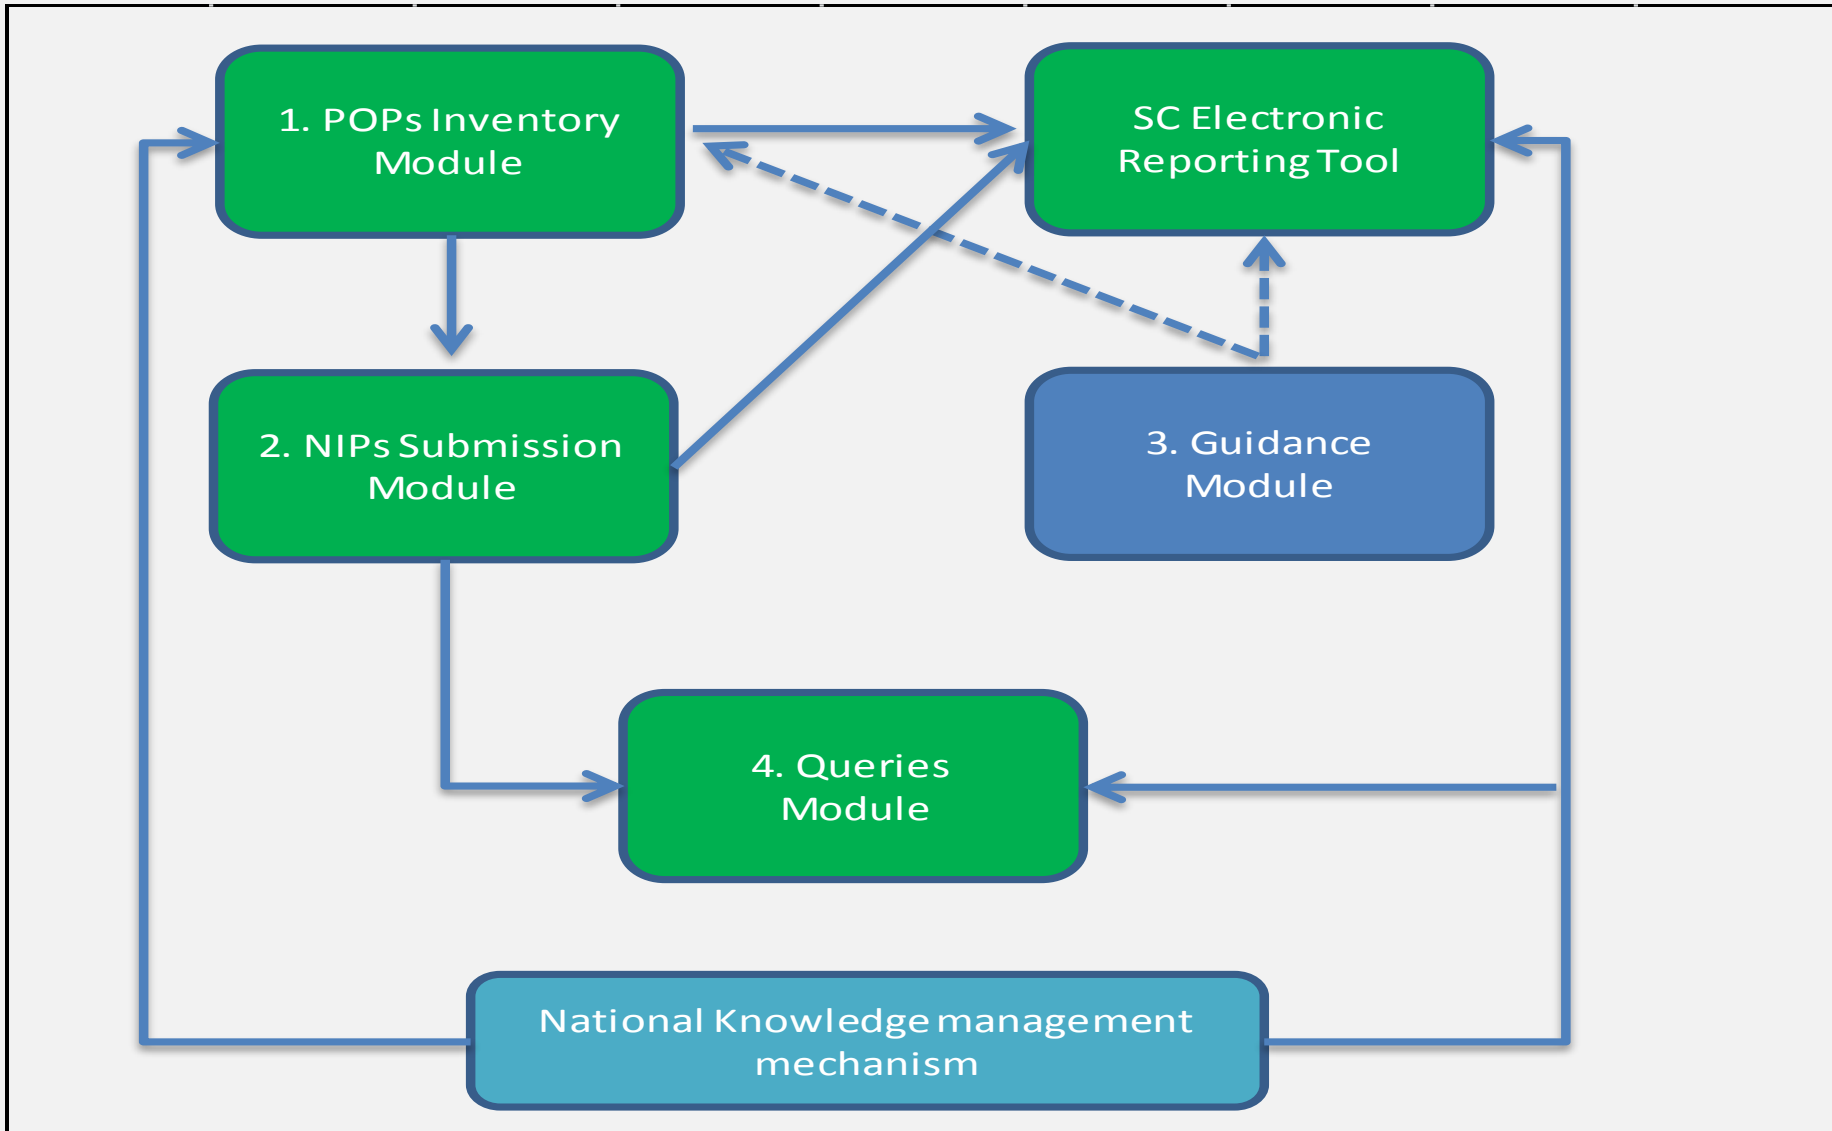 1. POPs Inventory
Module
SC Electronic
Reporting Tool
2. NIPs Submission
Module
3. Guidance
Module
4. Queries
Module
National Knowledge management
mechanism